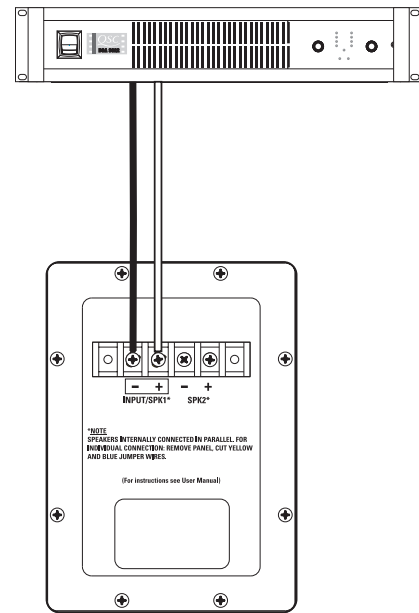 QSC
− + − +
INPUT/SPK1* SPK2*
*NOTE
SPEAKERS INTERNALLY CONNECTED IN PARALLEL. FOR
INDIVIDUAL CONNECTION: REMOVE PANEL, CUT YELLOW
AND BLUE JUMPER WIRES.
(For instructions see User Manual)